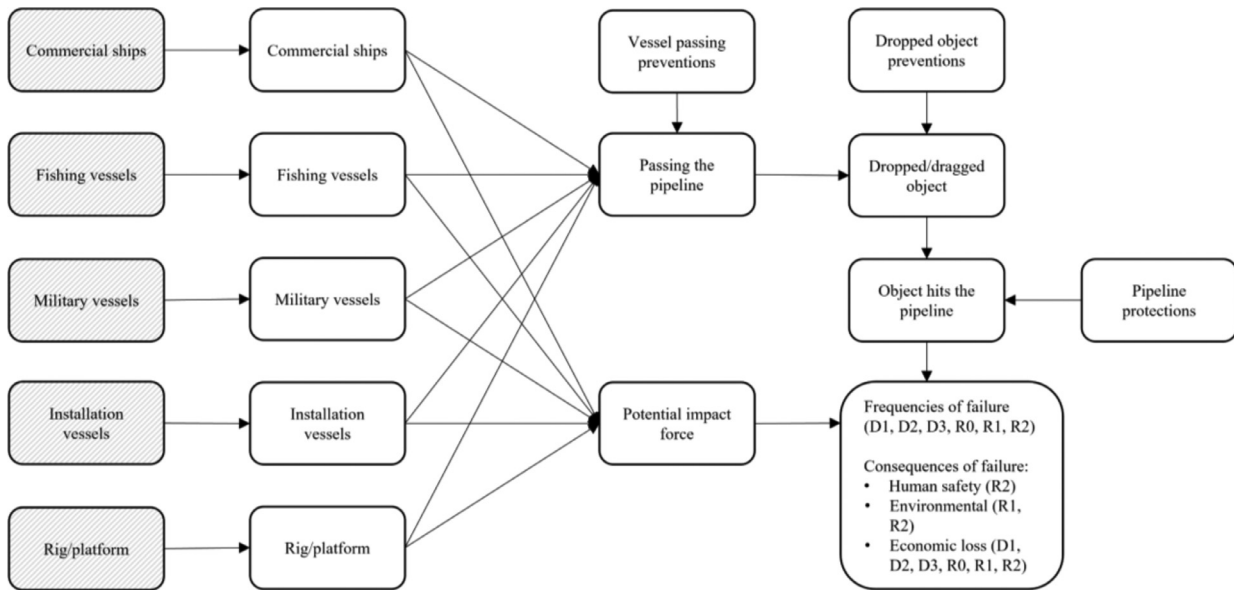 Commercial ships
Commercial ships
Vessel passing
preventions
Dropped object
preventions
Fishing vessels
Fishing vessels
Passing the
pipeline
Dropped/dragged
object
Military vessels
Military vessels
Object hits the
pipeline
Pipeline
protections
Installation
vessels
Installation
vessels
Potential impact
force
Frequencies of failure
(D1, D2, D3, R0, R1, R2)
Consequences of failure:
• Human safety (R2)
• Environmental (R1,
R2)
• Economic loss (D1,
D2, D3, R0, R1, R2)
Rig/platform
Rig/platform